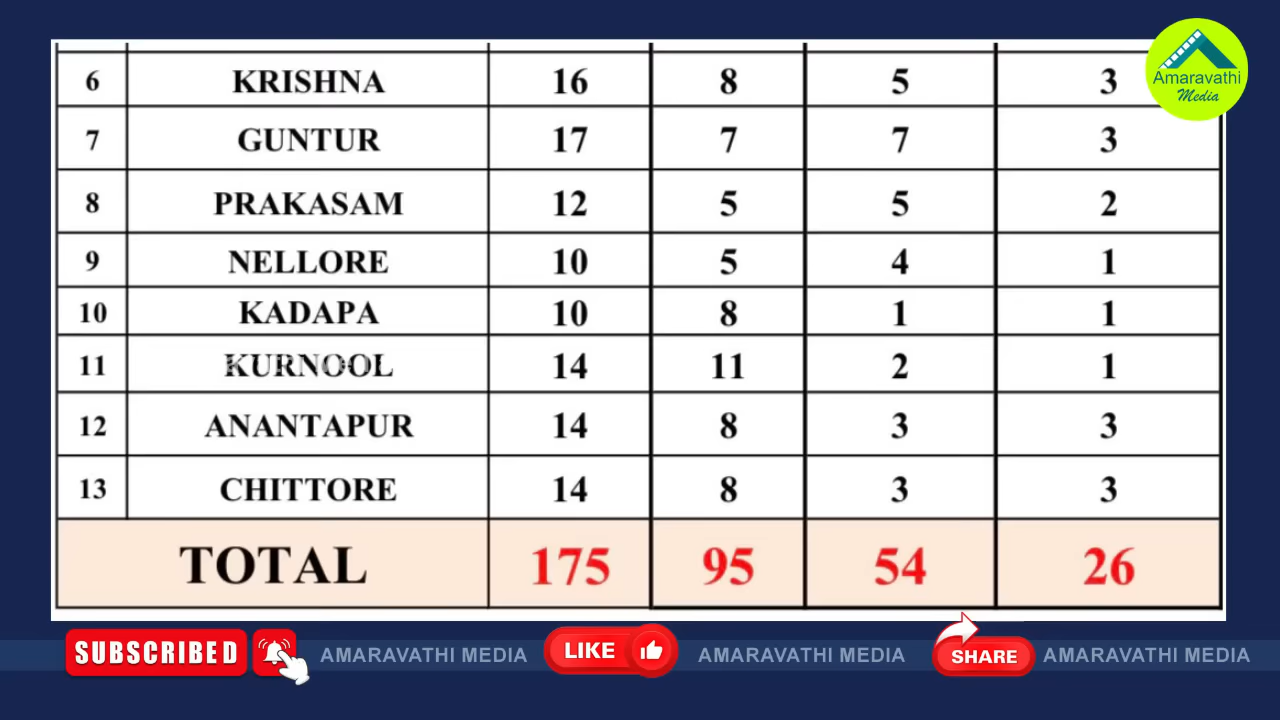 6 KRISHNA 16 8 5 3
7 GUNTUR 17 7 7 3
8 PRAKASAM 12 5 5 2
9 NELLORE 10 5 4 1
10 KADAPA 10 8 1 1
11 KURNOOL 14 11 2 1
12 ANANTAPUR 14 8 3 3
13 CHITTORE 14 8 3 3
TOTAL 175 95 54 26
Amaravathi
Media
SUBSCRIBED AMARAVATHI MEDIA LIKE AMARAVATHI MEDIA SHARE AMARAVATHI MEDIA